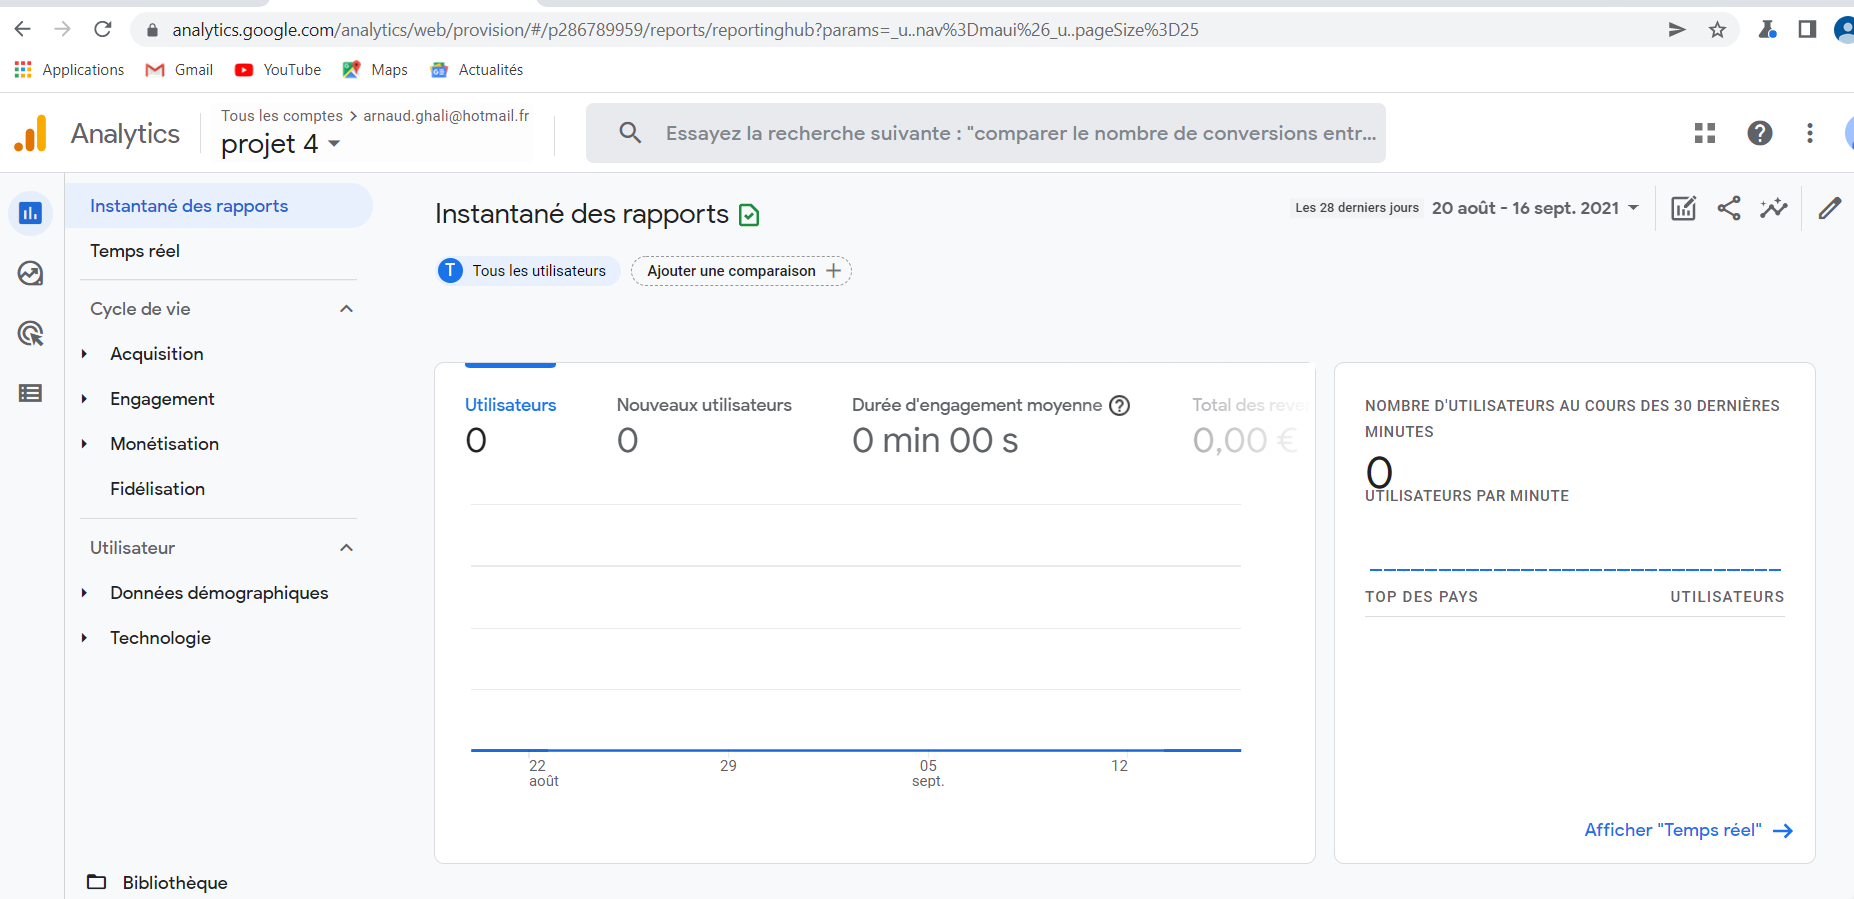 analytics.google.com/analytics/web/provision/#/p286789959/reports/reportinghub?params=_u..nav%3Dmaui%26_u..pageSize%3D25
Applications Gmail YouTube Maps Actualités
Analytics
Tous les comptes > arnaud.ghali@hotmail.fr
projet 4
Essayez la recherche suivante : "comparer le nombre de conversions entr...
Instantané des rapports
Temps réel
Cycle de vie
Acquisition
Engagement
Monétisation
Fidélisation
Utilisateur
Données démographiques
Technologie
Bibliothèque
Instantané des rapports
Les 28 derniers jours 20 août - 16 sept. 2021
T Tous les utilisateurs Ajouter une comparaison +
Utilisateurs Nouveaux utilisateurs Durée d'engagement moyenne Total des reve
0 0 0 min 00 s 0,00 €
22 29 05 12
août sept.
NOMBRE D'UTILISATEURS AU COURS DES 30 DERNIÈRES
MINUTES
0
UTILISATEURS PAR MINUTE
TOP DES PAYS UTILISATEURS
Afficher "Temps réel"